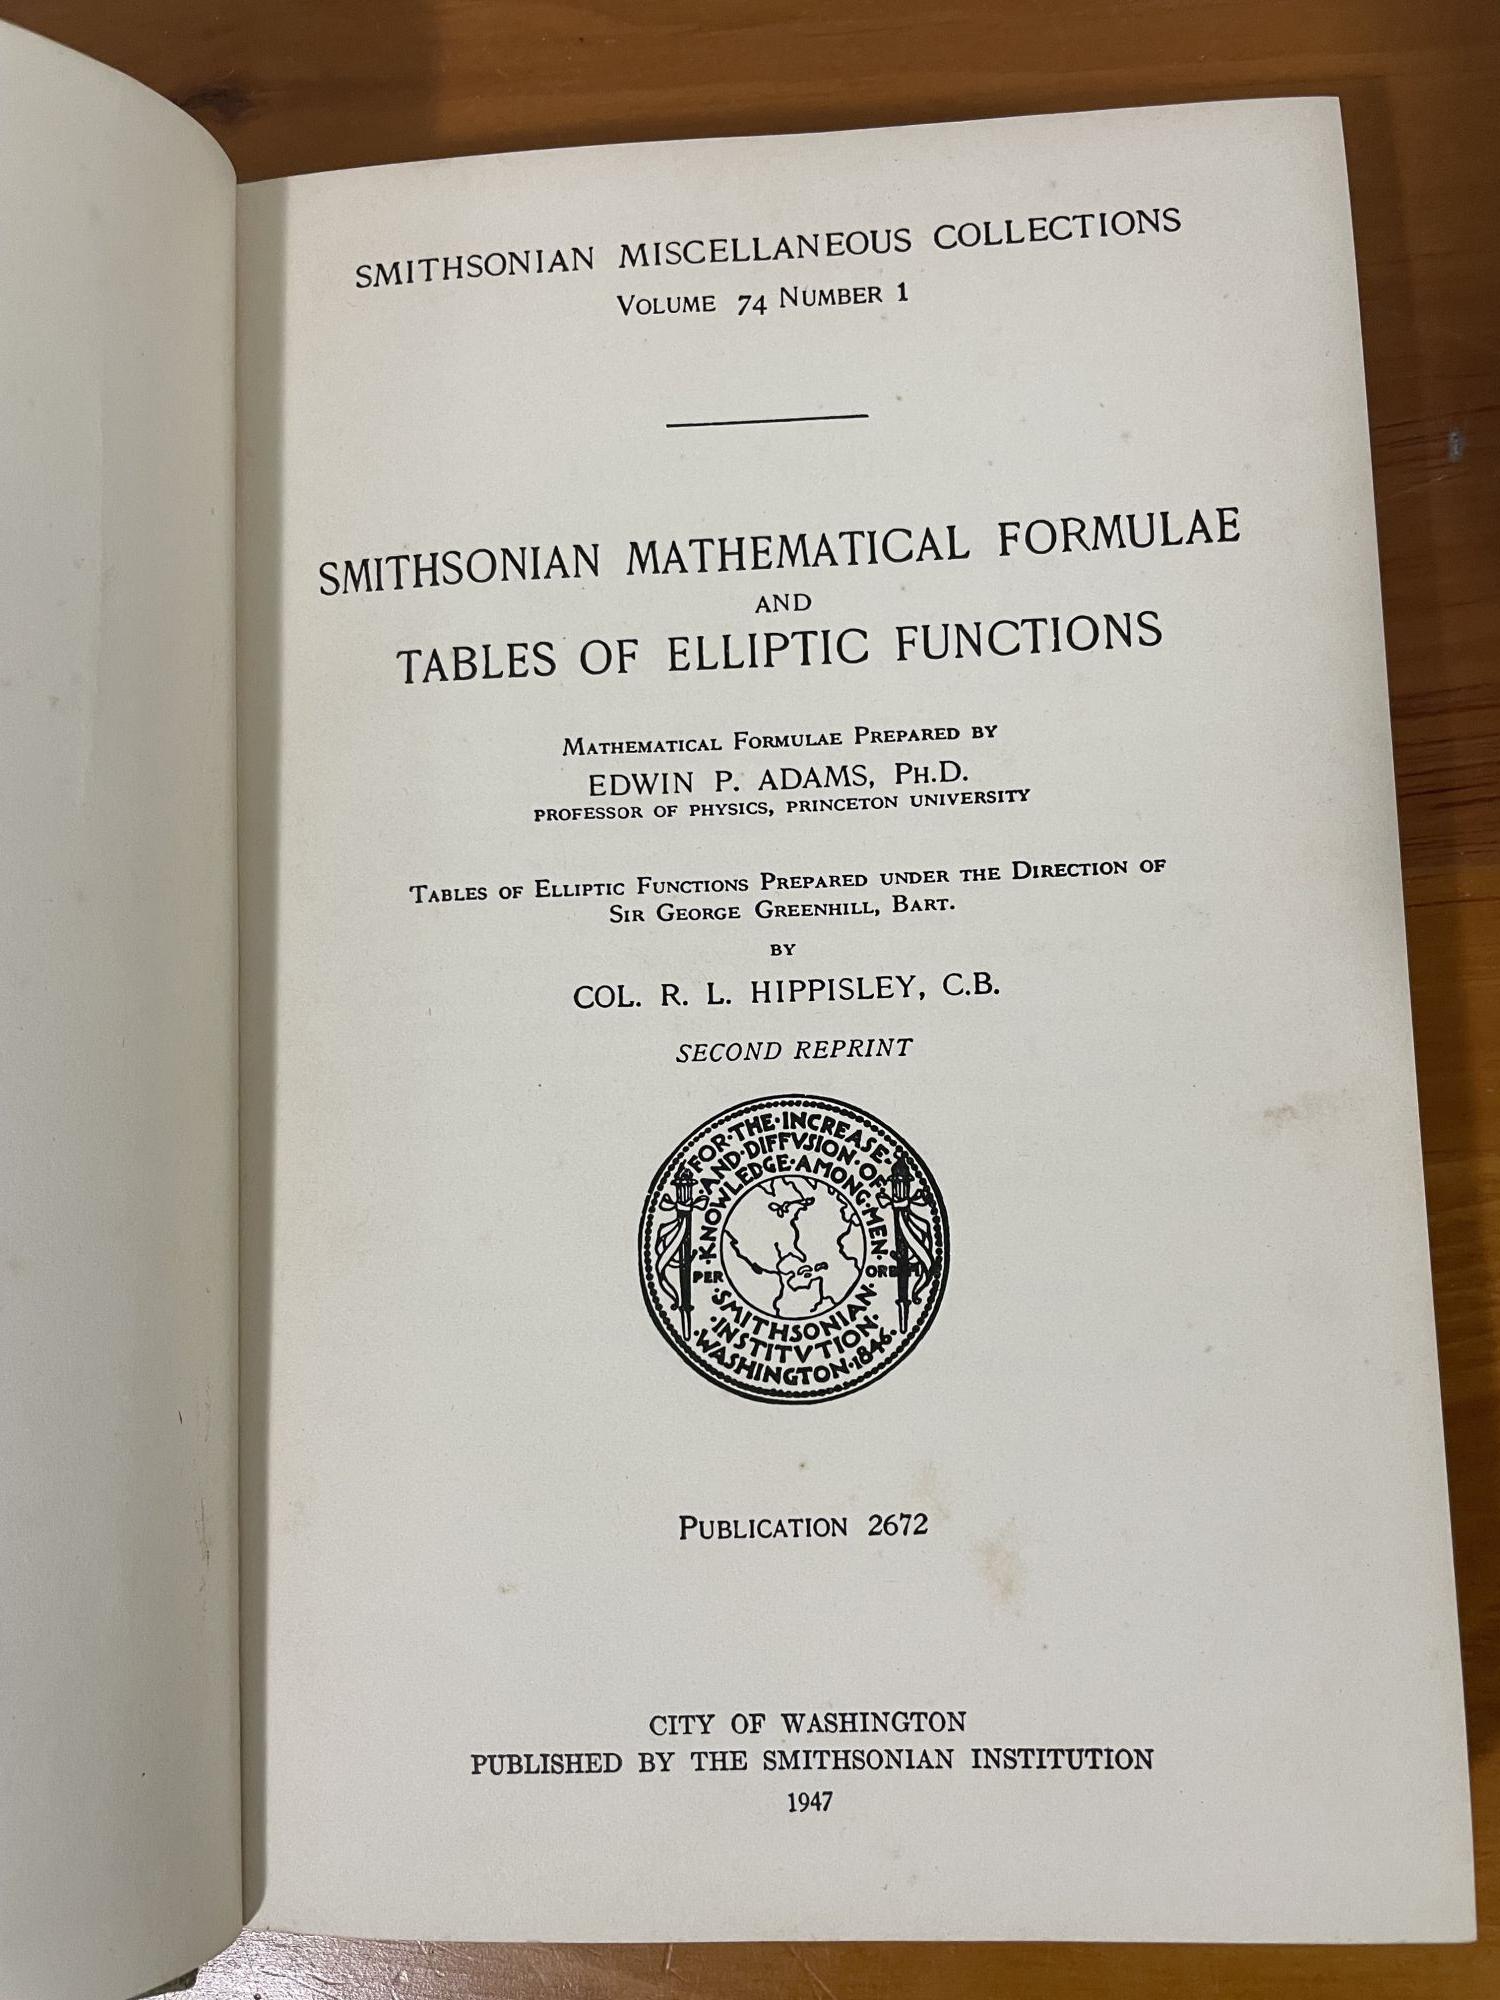 SMITHSONIAN MISCELLANEOUS COLLECTIONS
VOLUME 74 NUMBER 1
SMITHSONIAN MATHEMATICAL FORMULAE
AND
TABLES OF ELLIPTIC FUNCTIONS
MATHEMATICAL FORMULAE PREPARED BY
EDWIN P. ADAMS, PH.D.
PROFESSOR OF PHYSICS, PRINCETON UNIVERSITY
TABLES OF ELLIPTIC FUNCTIONS PREPARED UNDER THE DIRECTION OF
SIR GEORGE GREENHILL, BART.
BY
COL. R. L. HIPPISLEY, C.B.
SECOND REPRINT
FOR·THE·INCREASE·
·AND·DIFFVSION·OF·
·KNOWLEDGE·AMONG·MEN·
PER ORBEM
·SMITHSONIAN·
·INSTITVTION·
·WASHINGTON·1846·
PUBLICATION 2672
CITY OF WASHINGTON
PUBLISHED BY THE SMITHSONIAN INSTITUTION
1947